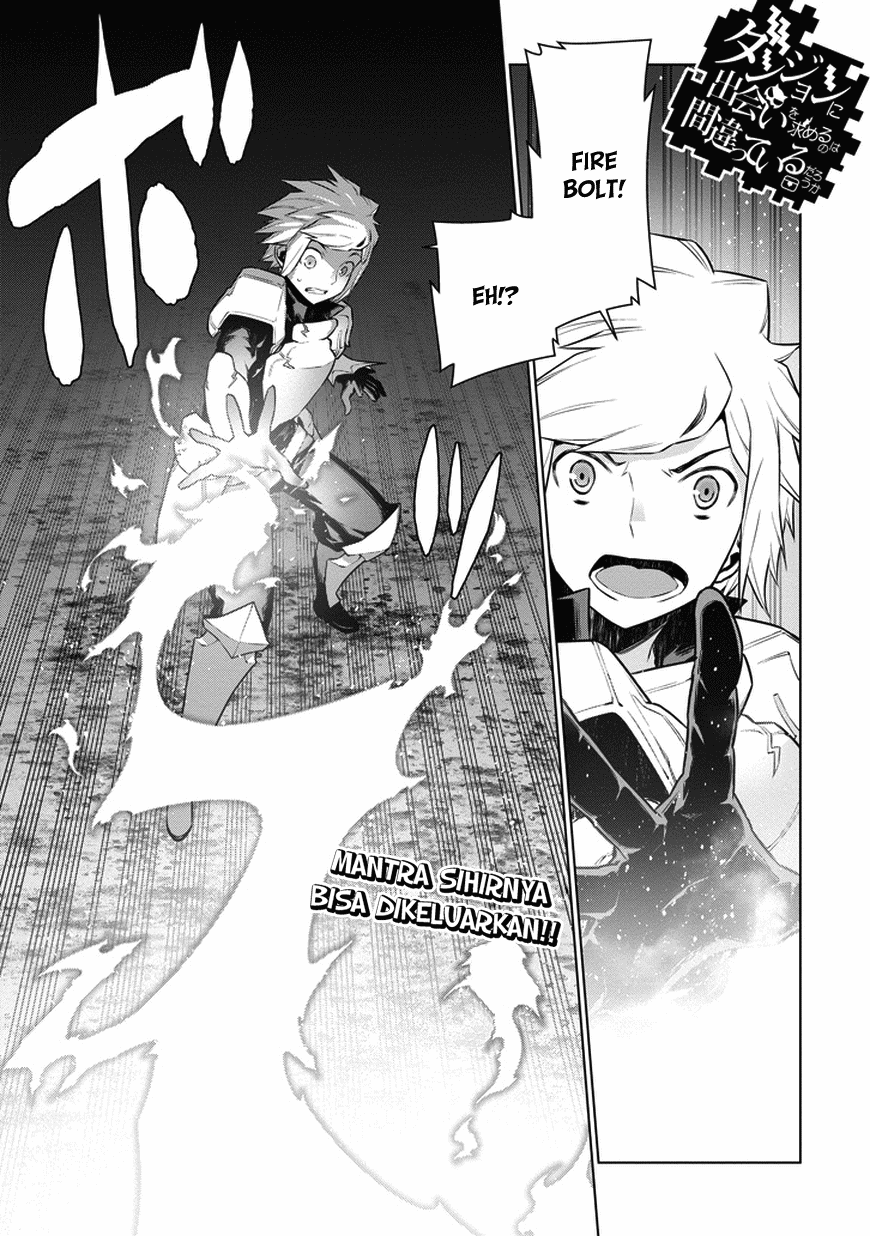 ダンジョンに
出会いを求めるのは
間違っているだろうか
FIRE
BOLT!
EH!?
ボッ
MANTRA SIHIRNYA
BISA DIKELUARKAN!!